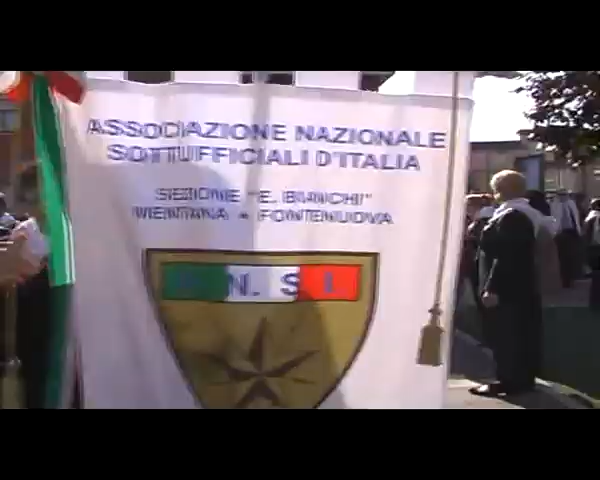 ASSOCIAZIONE NAZIONALE
SOTTUFFICIALI D'ITALIA
SEZIONE "E. BIANCHI"
MENTANA - FONTENUOVA
A. N. S. I.